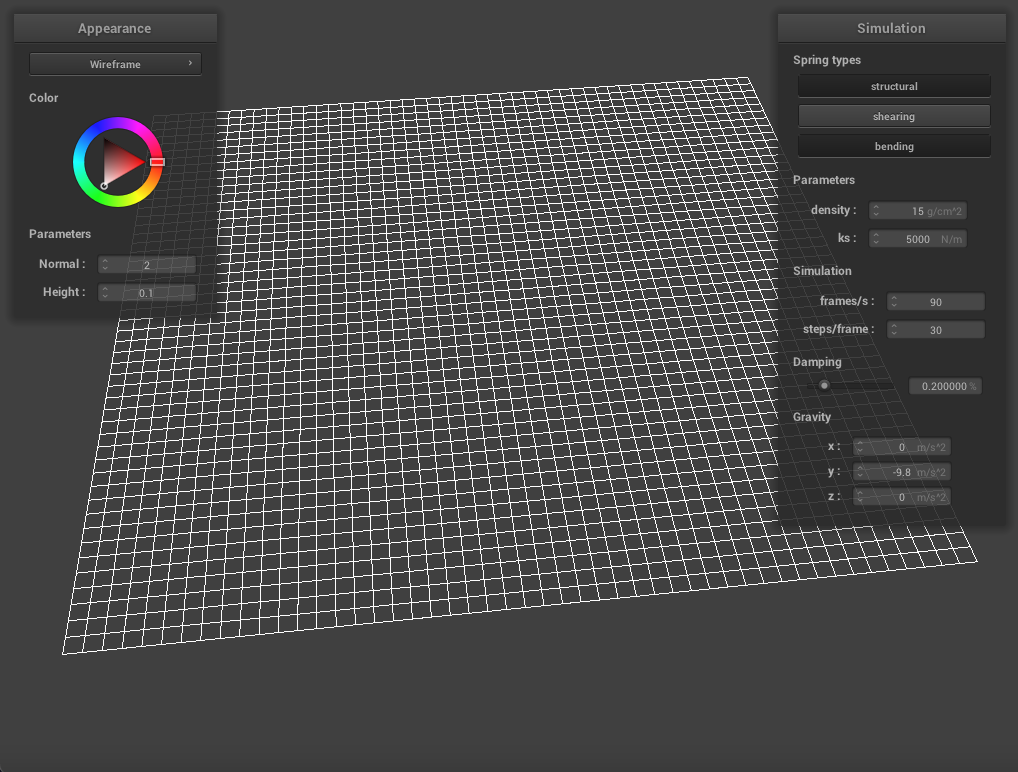 Appearance
Wireframe
Color
Parameters
Normal : 2
Height : 0.1
Simulation
Spring types
structural
shearing
bending
Parameters
density : 15 g/cm^2
ks : 5000 N/m
Simulation
frames/s : 90
steps/frame : 30
Damping
0.200000 %
Gravity
x : 0 m/s^2
y : -9.8 m/s^2
z : 0 m/s^2